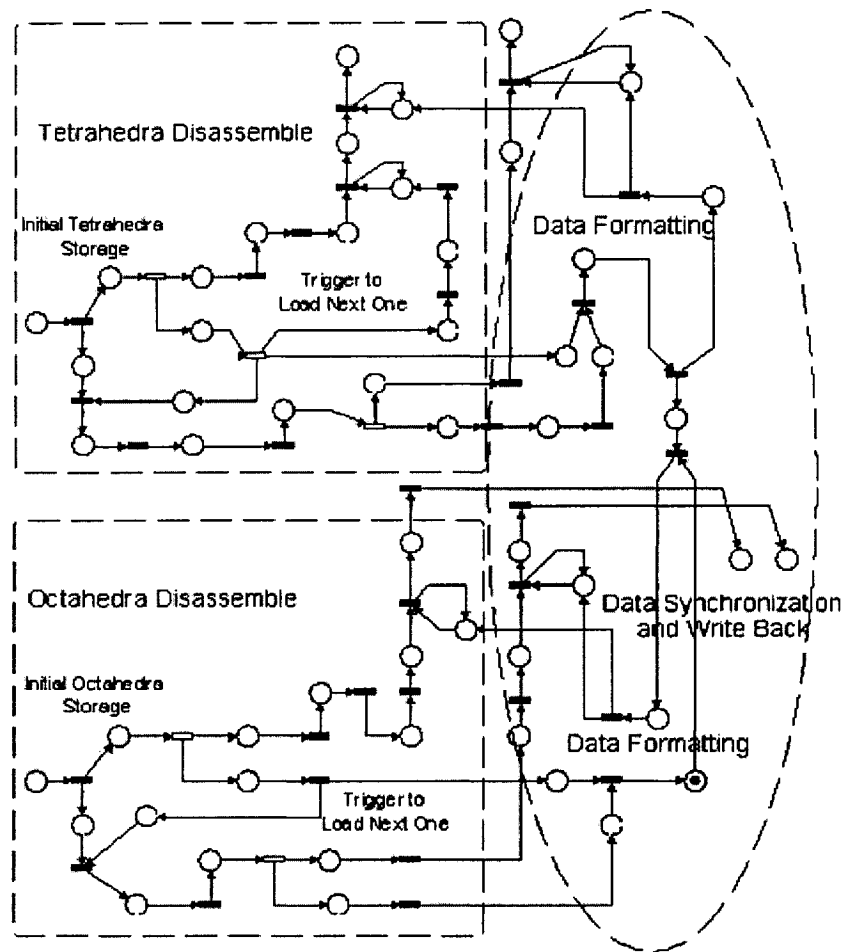 Tetrahedra Disassemble
Initial Tetrahedra
Storage
Data Formatting
Trigger to
Load Next One
Octahedra Disassemble
Data Synchronization
and Write Back
Initial Octahedra
Storage
Data Formatting
Trigger to
Load Next One